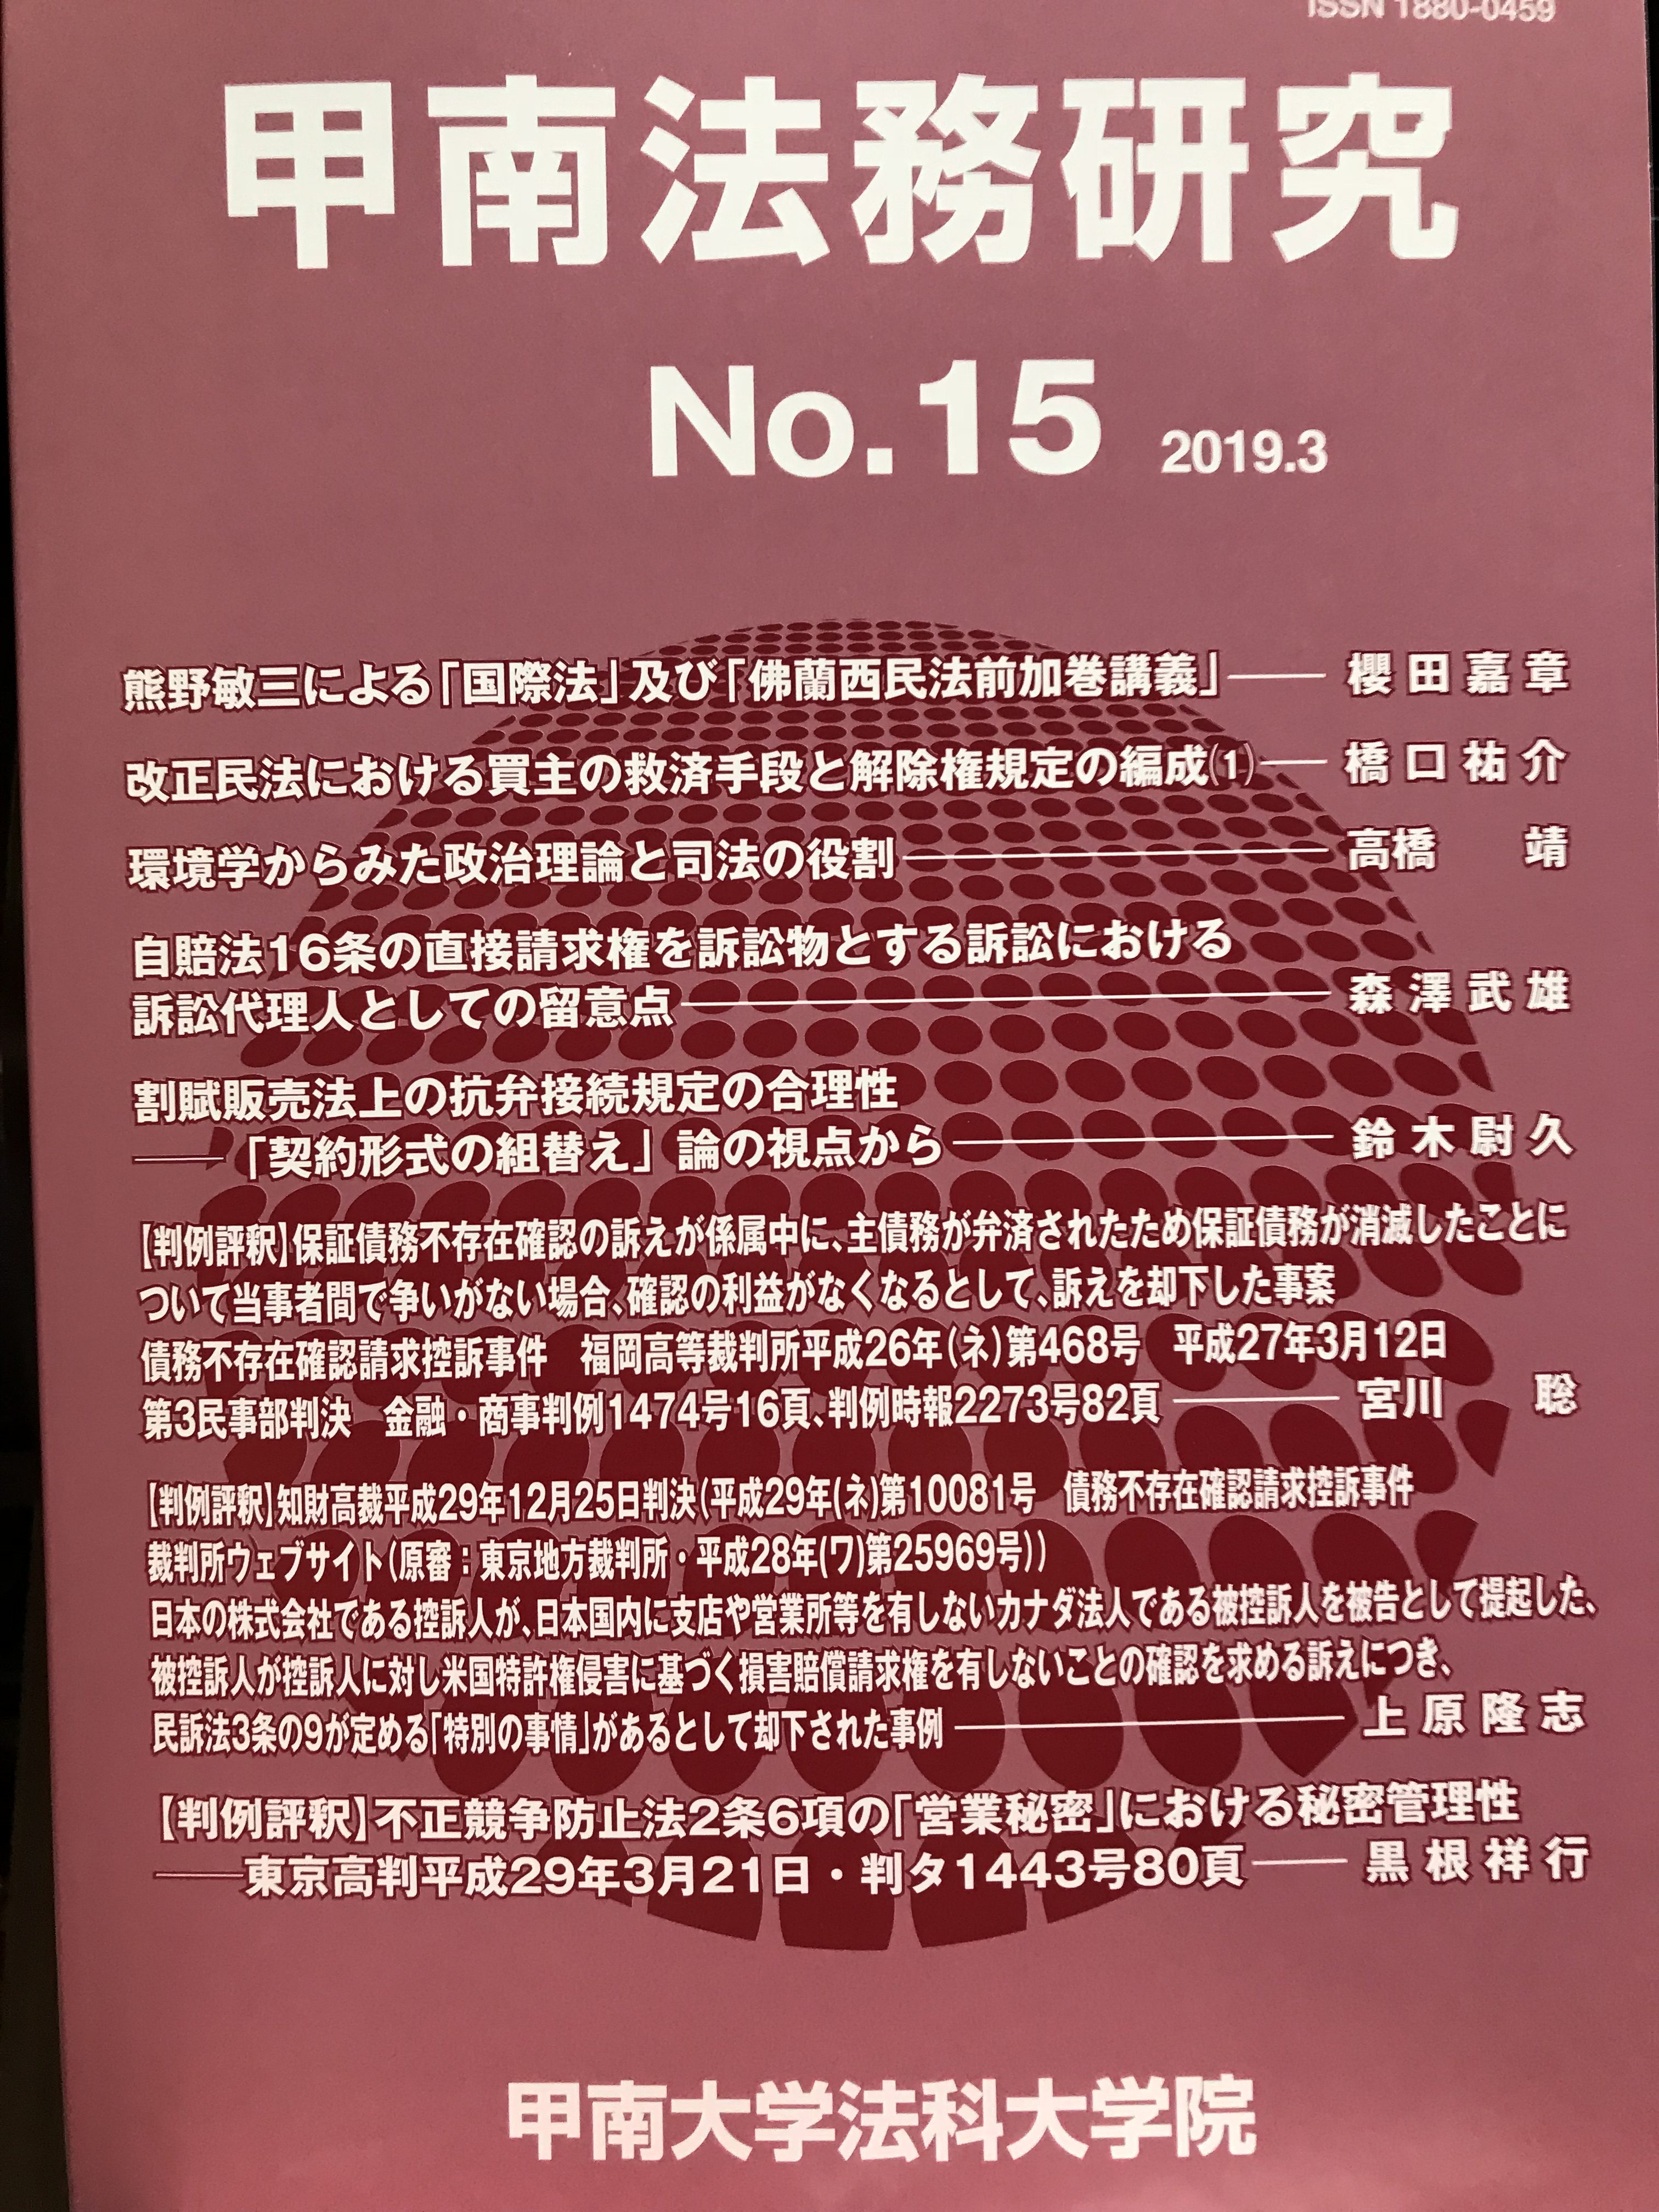 ISSN 1880-0459
甲南法務研究
No.15 2019.3
熊野敏三による「国際法」及び「佛蘭西民法前加巻講義」―― 櫻田嘉章
改正民法における買主の救済手段と解除権規定の編成(1)―― 橋口祐介
環境学からみた政治理論と司法の役割―― 高橋 靖
自賠法16条の直接請求権を訴訟物とする訴訟における
訴訟代理人としての留意点―― 森澤武雄
割賦販売法上の抗弁接続規定の合理性
――「契約形式の組替え」論の視点から―― 鈴木尉久
【判例評釈】保証債務不存在確認の訴えが係属中に、主債務が弁済されたため保証債務が消滅したことに
ついて当事者間で争いがない場合、確認の利益がなくなるとして、訴えを却下した事案
債務不存在確認請求控訴事件 福岡高等裁判所平成26年(ネ)第468号 平成27年3月12日
第3民事部判決 金融・商事判例1474号16頁、判例時報2273号82頁―― 宮川 聡
【判例評釈】知財高裁平成29年12月25日判決(平成29年(ネ)第10081号 債務不存在確認請求控訴事件
裁判所ウェブサイト(原審:東京地方裁判所・平成28年(ワ)第25969号))
日本の株式会社である控訴人が、日本国内に支店や営業所等を有しないカナダ法人である被控訴人を被告として提起した、
被控訴人が控訴人に対し米国特許権侵害に基づく損害賠償請求権を有しないことの確認を求める訴えにつき、
民訴法3条の9が定める「特別の事情」があるとして却下された事例―― 上原隆志
【判例評釈】不正競争防止法2条6項の「営業秘密」における秘密管理性
――東京高判平成29年3月21日・判タ1443号80頁―― 黒根祥行
甲南大学法科大学院